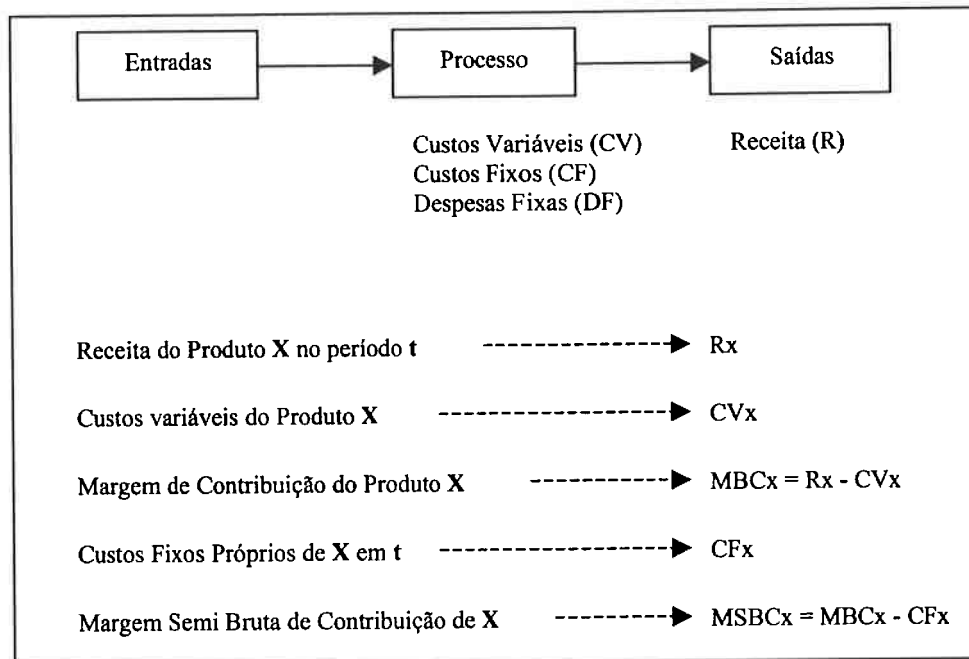 Entradas Processo Saídas
Custos Variáveis (CV) Receita (R)
Custos Fixos (CF)
Despesas Fixas (DF)
Receita do Produto X no período t Rx
Custos variáveis do Produto X CVx
Margem de Contribuição do Produto X MBCx = Rx - CVx
Custos Fixos Próprios de X em t CFx
Margem Semi Bruta de Contribuição de X MSBCx = MBCx - CFx